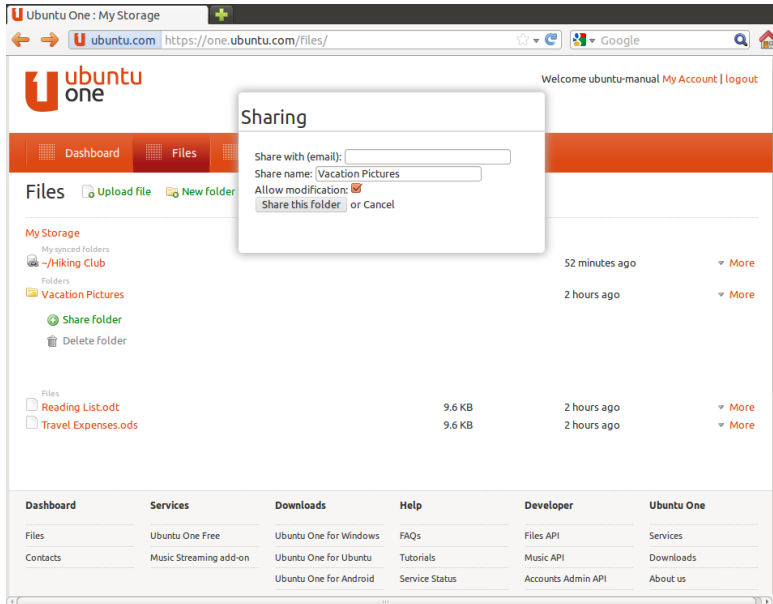 Ubuntu One : My Storage
ubuntu.com https://one.ubuntu.com/files/ Google
ubuntu
one
Welcome ubuntu-manual My Account | logout
Sharing
Dashboard Files
Share with (email):
Share name: Vacation Pictures
Allow modification:
Share this folder or Cancel
Files Upload file New folder
My Storage
My synced folders
~/Hiking Club 52 minutes ago More
Folders
Vacation Pictures 2 hours ago More
Share folder
Delete folder
Files
Reading List.odt 9.6 KB 2 hours ago More
Travel Expenses.ods 9.6 KB 2 hours ago More
Dashboard Services Downloads Help Developer Ubuntu One
Files Ubuntu One Free Ubuntu One for Windows FAQs Files API Services
Contacts Music Streaming add-on Ubuntu One for Ubuntu Tutorials Music API Downloads
Ubuntu One for Android Service Status Accounts Admin API About us